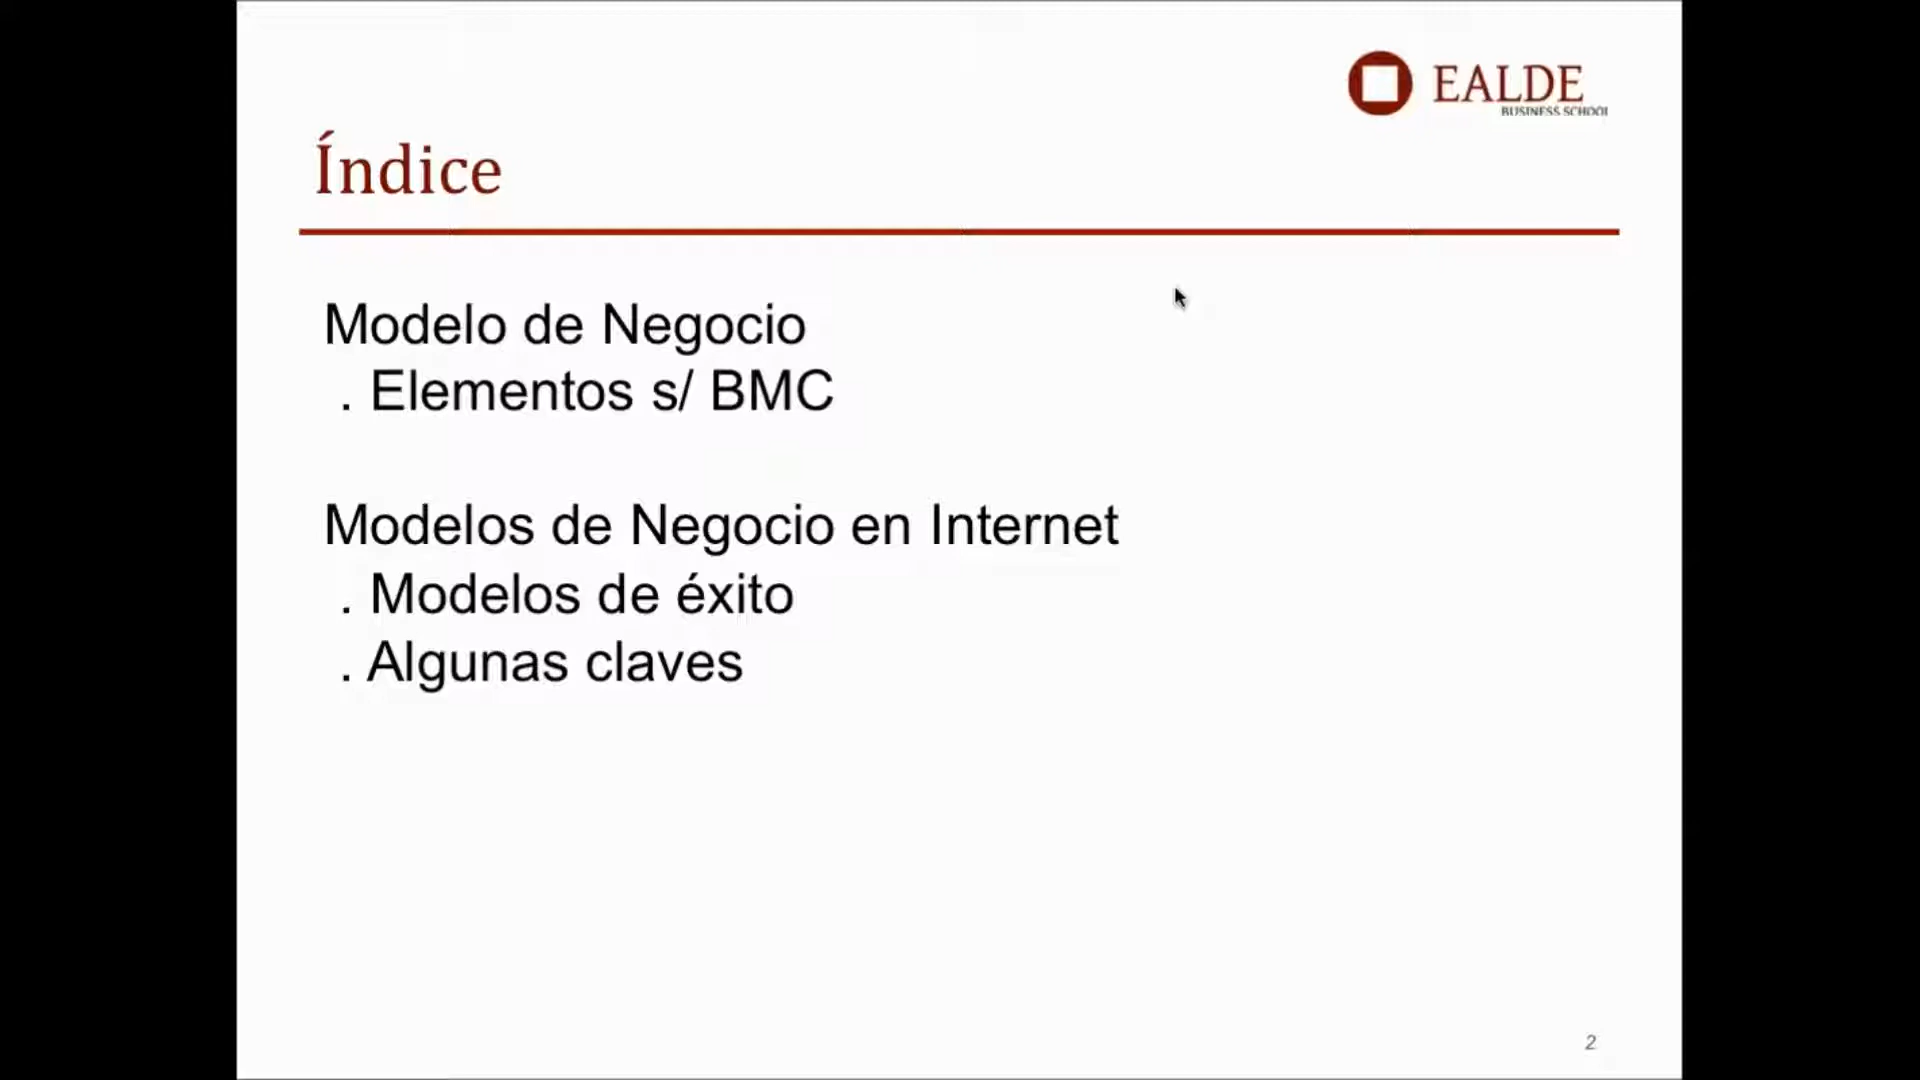 EALDE
BUSINESS SCHOOL
Índice
Modelo de Negocio
. Elementos s/ BMC
Modelos de Negocio en Internet
. Modelos de éxito
. Algunas claves
2